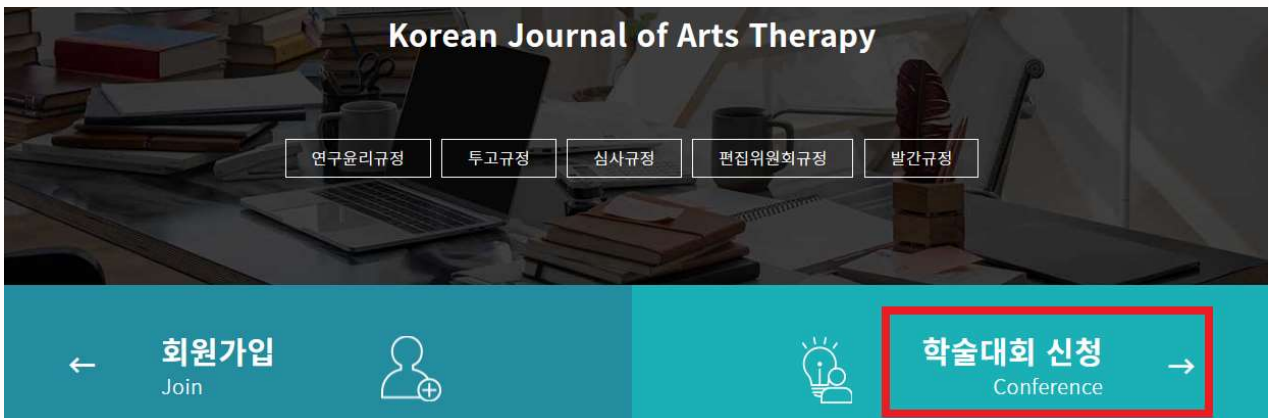 Korean Journal of Arts Therapy
연구윤리규정
투고규정
심사규정
편집위원회규정
발간규정
← 회원가입
Join
학술대회 신청 →
Conference